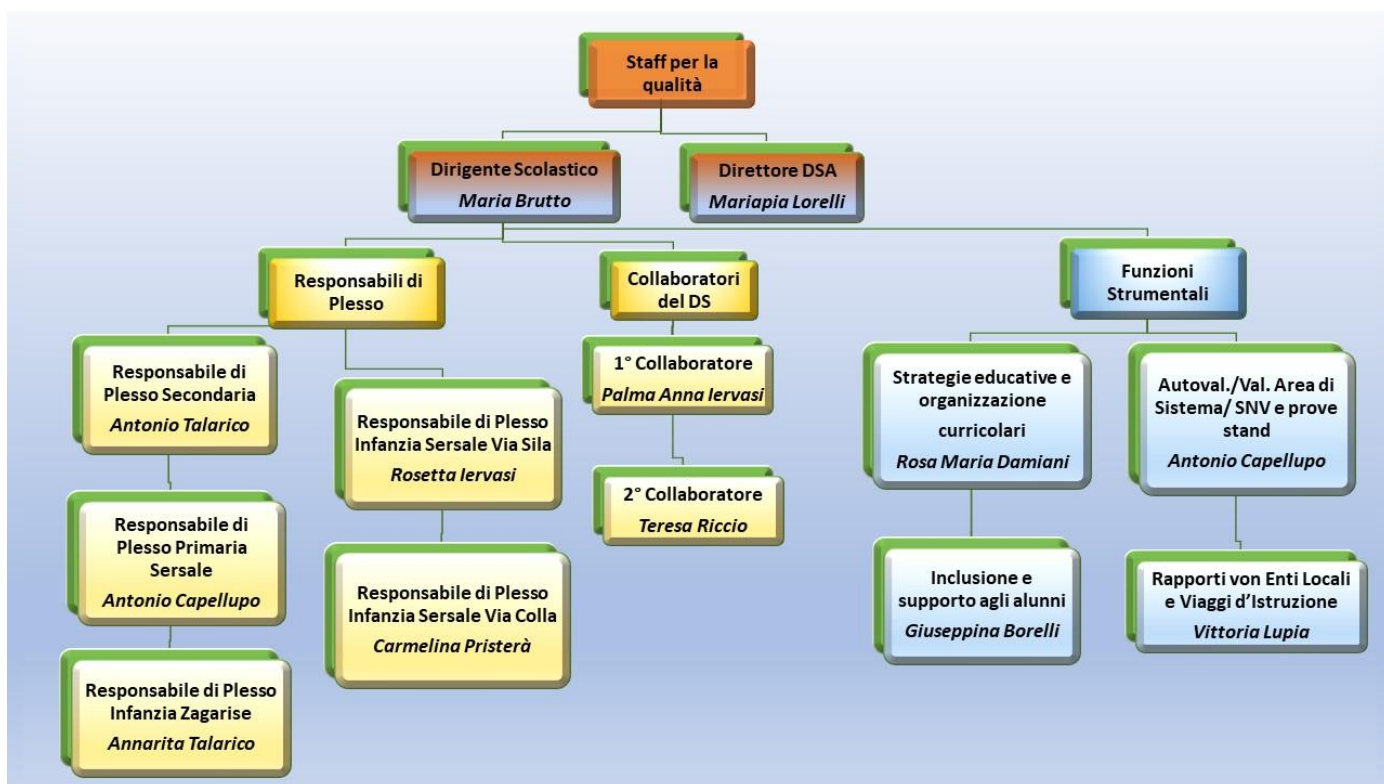 Staff per la
qualità
Dirigente Scolastico
Maria Brutto
Direttore DSA
Mariapia Lorelli
Responsabili di
Plesso
Collaboratori
del DS
Funzioni
Strumentali
Responsabile di
Plesso Secondaria
Antonio Talarico
Responsabile di
Plesso Primaria
Sersale
Antonio Capellupo
Responsabile di Plesso
Infanzia Zagarise
Annarita Talarico
Responsabile di Plesso
Infanzia Sersale Via Sila
Rosetta Iervasi
Responsabile di Plesso
Infanzia Sersale Via Colla
Carmelina Pristerà
1° Collaboratore
Palma Anna Iervasi
2° Collaboratore
Teresa Riccio
Strategie educative e
organizzazione
curricolari
Rosa Maria Damiani
Inclusione e
supporto agli alunni
Giuseppina Borelli
Autoval./Val. Area di
Sistema/ SNV e prove
stand
Antonio Capellupo
Rapporti von Enti Locali
e Viaggi d’Istruzione
Vittoria Lupia